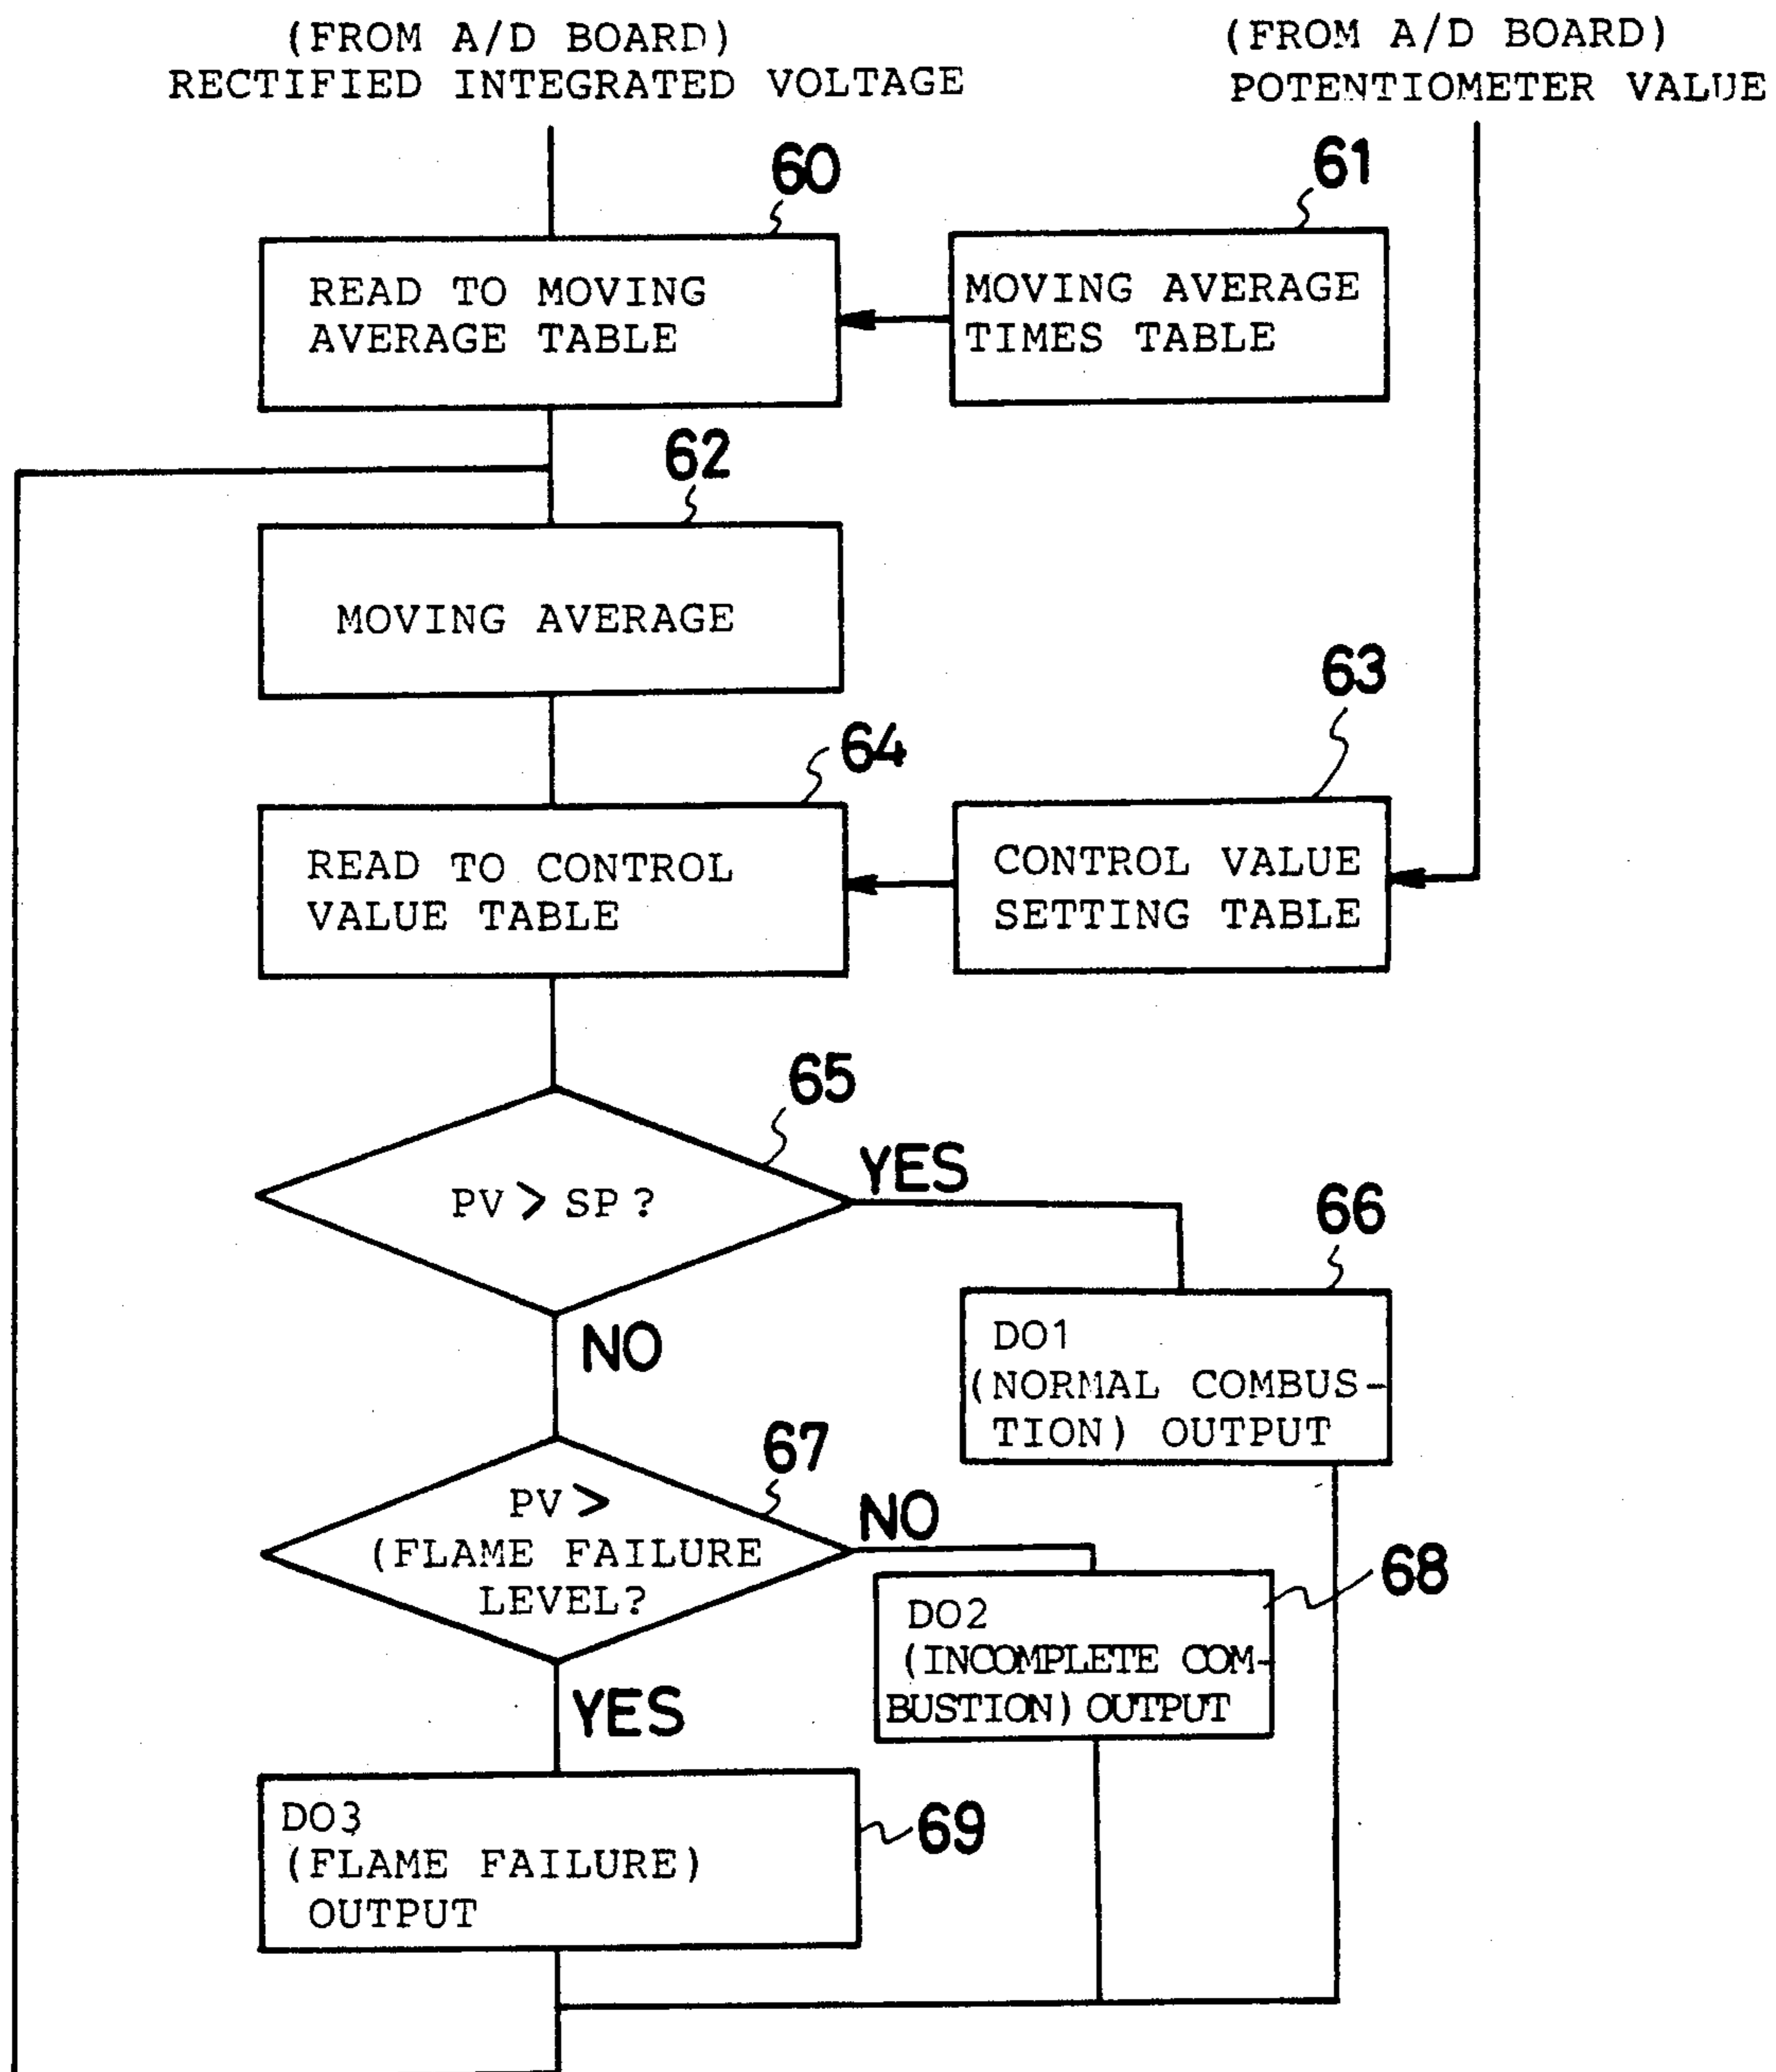 (FROM A/D BOARD)
RECTIFIED INTEGRATED VOLTAGE
(FROM A/D BOARD)
POTENTIOMETER VALUE
60
61
READ TO MOVING
AVERAGE TABLE
MOVING AVERAGE
TIMES TABLE
62
MOVING AVERAGE
63
64
READ TO CONTROL
VALUE TABLE
CONTROL VALUE
SETTING TABLE
65
PV > SP ?
YES
66
NO
DO1
(NORMAL COMBUS-
TION) OUTPUT
67
PV >
(FLAME FAILURE
LEVEL?
NO
68
DO2
(INCOMPLETE COM-
BUSTION) OUTPUT
YES
DO3
(FLAME FAILURE)
OUTPUT
69